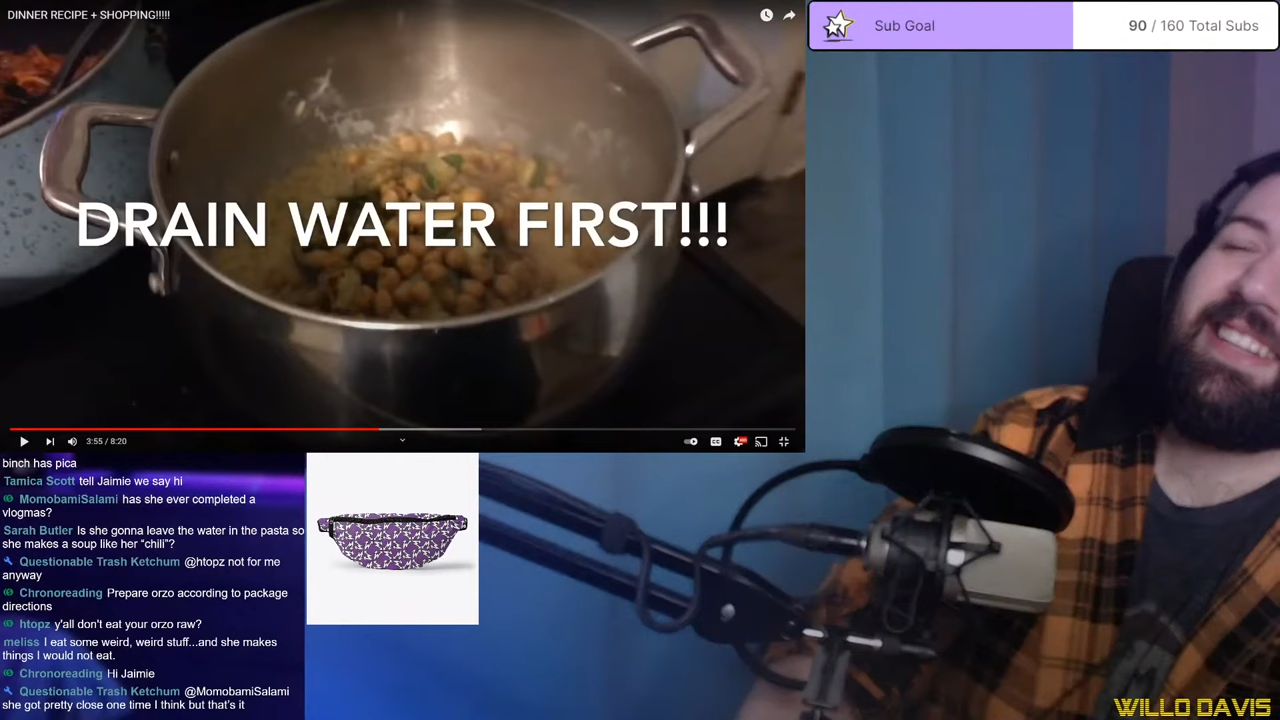 DINNER RECIPE + SHOPPING!!!!!
Sub Goal
90 / 160 Total Subs
DRAIN WATER FIRST!!!
3:55 / 8:20
binch has pica
Tamica Scott tell Jaimie we say hi
MomobamiSalami has she ever completed a
vlogmas?
Sarah Butler Is she gonna leave the water in the pasta so
she makes a soup like her “chili”?
Questionable Trash Ketchum @htopz not for me
anyway
Chronoreading Prepare orzo according to package
directions
htopz y'all don't eat your orzo raw?
meliss I eat some weird, weird stuff...and she makes
things I would not eat.
Chronoreading Hi Jaimie
Questionable Trash Ketchum @MomobamiSalami
she got pretty close one time I think but that's it
WILLO DAVIS